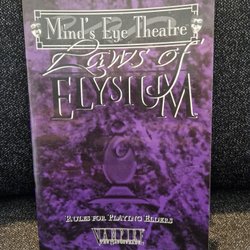 Mind's Eye Theatre
Laws of
ELYSIUM
RULES FOR PLAYING ELDERS
VAMPIRE